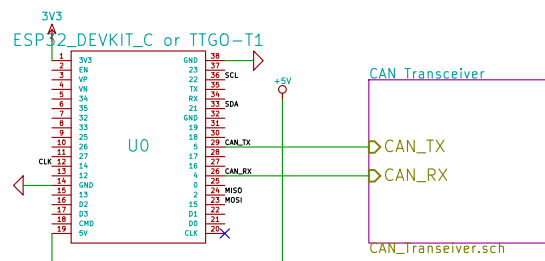 3V3
ESP32_DEVKIT_C or TTGO-T1
1 3V3 GND 38
2 EN 23 37
3 VP 22 36 SCL
4 VN TX 35
5 34 RX 34
6 35 21 33 SDA
7 32 GND 32
8 33 19 31
9 25 18 30
10 26 5 29 CAN_TX
11 27 17 28
CLK 12 14 16 27
13 12 4 26 CAN_RX
14 GND 0 25
15 13 2 24 MISO
16 D2 15 23 MOSI
17 D3 D1 22
18 CMD D0 21
19 5V CLK 20
U0
+5V
CAN_Transceiver
CAN_TX
CAN_RX
CAN_Transeiver.sch